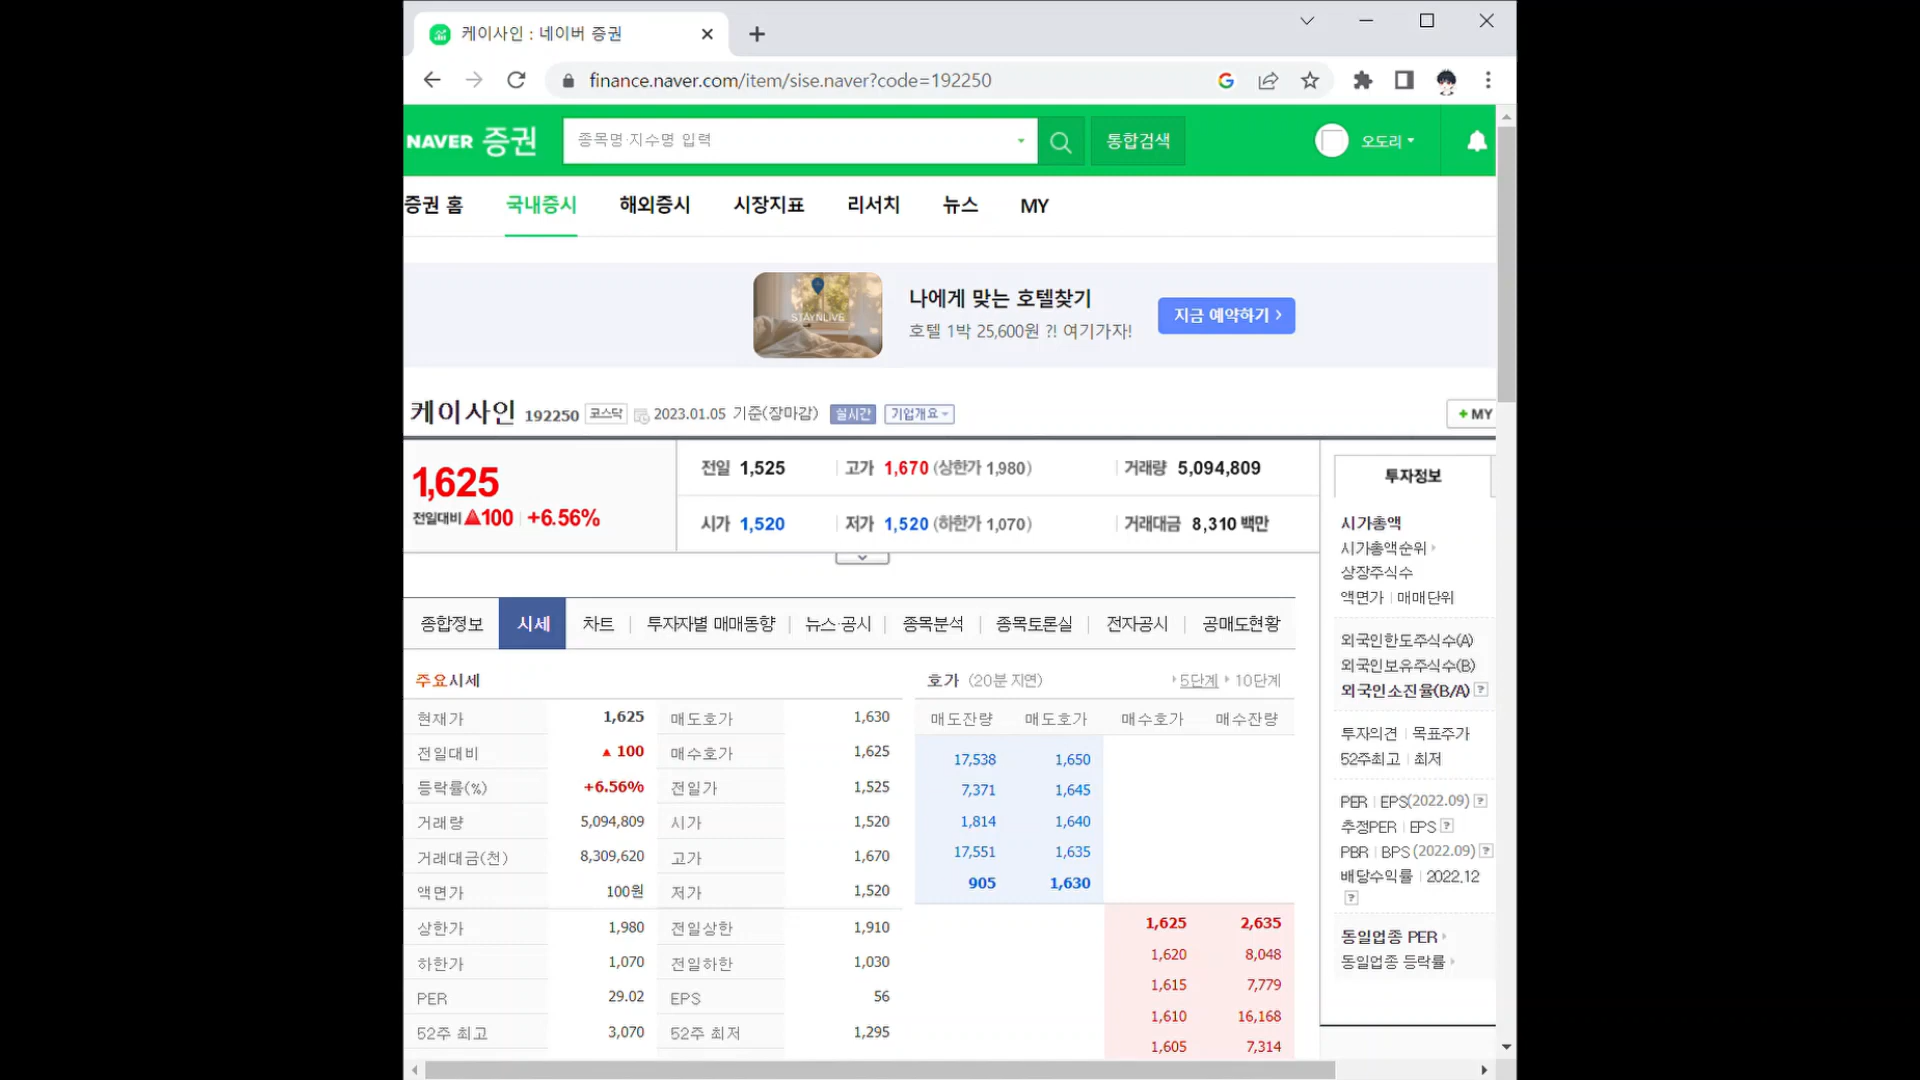 케이사인 : 네이버 증권
finance.naver.com/item/sise.naver?code=192250
NAVER 증권 종목명·지수명 입력 통합검색 오도리
증권 홈 국내증시 해외증시 시장지표 리서치 뉴스 MY
STAYNLIVE
나에게 맞는 호텔찾기
호텔 1박 25,600원 ?! 여기가자!
지금 예약하기 >
케이사인 192250 코스닥 2023.01.05 기준(장마감) 실시간 기업개요 + MY
1,625
전일대비 ▲100 +6.56%
전일 1,525 고가 1,670 (상한가 1,980) 거래량 5,094,809
시가 1,520 저가 1,520 (하한가 1,070) 거래대금 8,310 백만
종합정보 시세 차트 투자자별 매매동향 뉴스·공시 종목분석 종목토론실 전자공시 공매도현황
주요시세
현재가 1,625 매도호가 1,630
전일대비 ▲ 100 매수호가 1,625
등락률(%) +6.56% 전일가 1,525
거래량 5,094,809 시가 1,520
거래대금(천) 8,309,620 고가 1,670
액면가 100원 저가 1,520
상한가 1,980 전일상한 1,910
하한가 1,070 전일하한 1,030
PER 29.02 EPS 56
52주 최고 3,070 52주 최저 1,295
호가 (20분 지연) 5단계 10단계
매도잔량 매도호가 매수호가 매수잔량
17,538 1,650
7,371 1,645
1,814 1,640
17,551 1,635
905 1,630
1,625 2,635
1,620 8,048
1,615 7,779
1,610 16,168
1,605 7,314
투자정보
시가총액
시가총액순위
상장주식수
액면가 | 매매단위
외국인한도주식수(A)
외국인보유주식수(B)
외국인소진율(B/A) ?
투자의견 | 목표주가
52주최고 | 최저
PER | EPS(2022.09) ?
추정PER | EPS ?
PBR | BPS (2022.09) ?
배당수익률 | 2022.12
?
동일업종 PER
동일업종 등락률